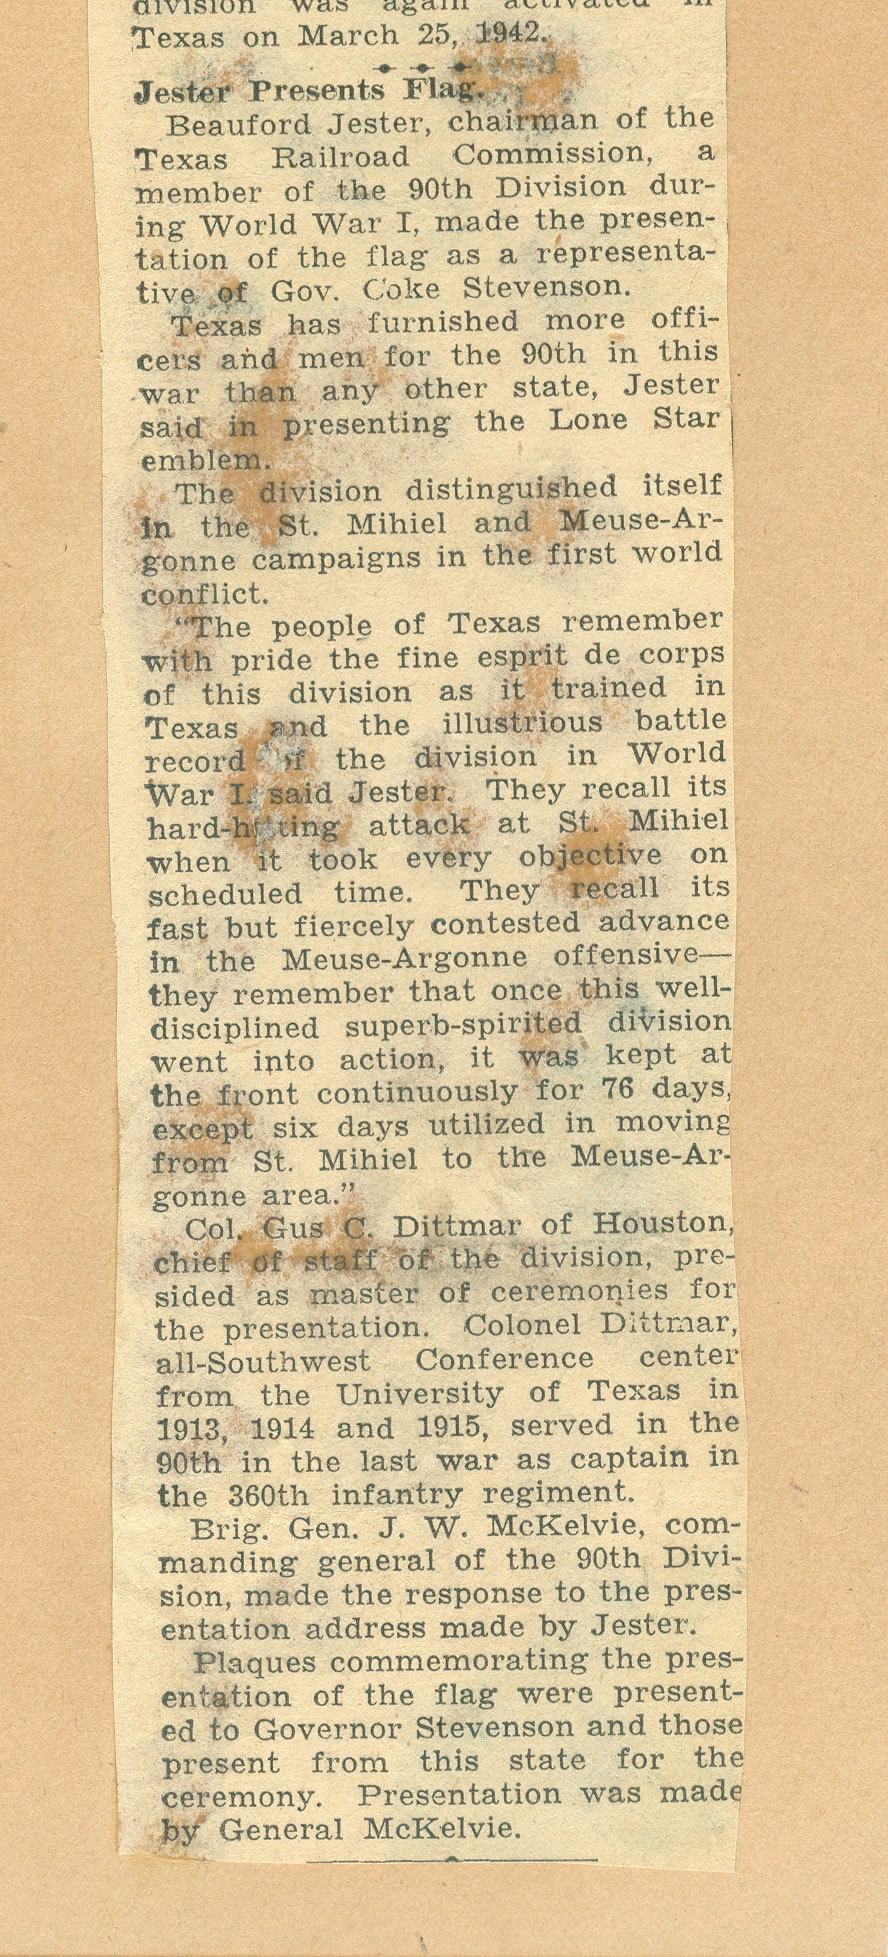 division was again activated in
Texas on March 25, 1942.
Jester Presents Flag.
Beauford Jester, chairman of the
Texas Railroad Commission, a
member of the 90th Division dur-
ing World War I, made the presen-
tation of the flag as a representa-
tive of Gov. Coke Stevenson.
Texas has furnished more offi-
cers and men for the 90th in this
war than any other state, Jester
said in presenting the Lone Star
emblem.
The division distinguished itself
in the St. Mihiel and Meuse-Ar-
gonne campaigns in the first world
conflict.
“The people of Texas remember
with pride the fine esprit de corps
of this division as it trained in
Texas and the illustrious battle
record of the division in World
War I, said Jester. They recall its
hard-hitting attack at St. Mihiel
when it took every objective on
scheduled time. They recall its
fast but fiercely contested advance
in the Meuse-Argonne offensive—
they remember that once this well-
disciplined superb-spirited division
went into action, it was kept at
the front continuously for 76 days,
except six days utilized in moving
from St. Mihiel to the Meuse-Ar-
gonne area.”
Col. Gus C. Dittmar of Houston,
chief of staff of the division, pre-
sided as master of ceremonies for
the presentation. Colonel Dittmar,
all-Southwest Conference center
from the University of Texas in
1913, 1914 and 1915, served in the
90th in the last war as captain in
the 360th infantry regiment.
Brig. Gen. J. W. McKelvie, com-
manding general of the 90th Divi-
sion, made the response to the pres-
entation address made by Jester.
Plaques commemorating the pres-
entation of the flag were present-
ed to Governor Stevenson and those
present from this state for the
ceremony. Presentation was made
by General McKelvie.